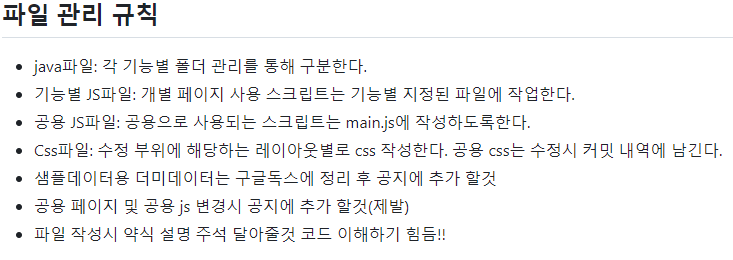 파일 관리 규칙
java파일: 각 기능별 폴더 관리를 통해 구분한다.
기능별 JS파일: 개별 페이지 사용 스크립트는 기능별 지정된 파일에 작업한다.
공용 JS파일: 공용으로 사용되는 스크립트는 main.js에 작성하도록한다.
Css파일: 수정 부위에 해당하는 레이아웃별로 css 작성한다. 공용 css는 수정시 커밋 내역에 남긴다.
샘플데이터용 더미데이터는 구글독스에 정리 후 공지에 추가 할것
공용 페이지 및 공용 js 변경시 공지에 추가 할것(제발)
파일 작성시 약식 설명 주석 달아줄것 코드 이해하기 힘듬!!